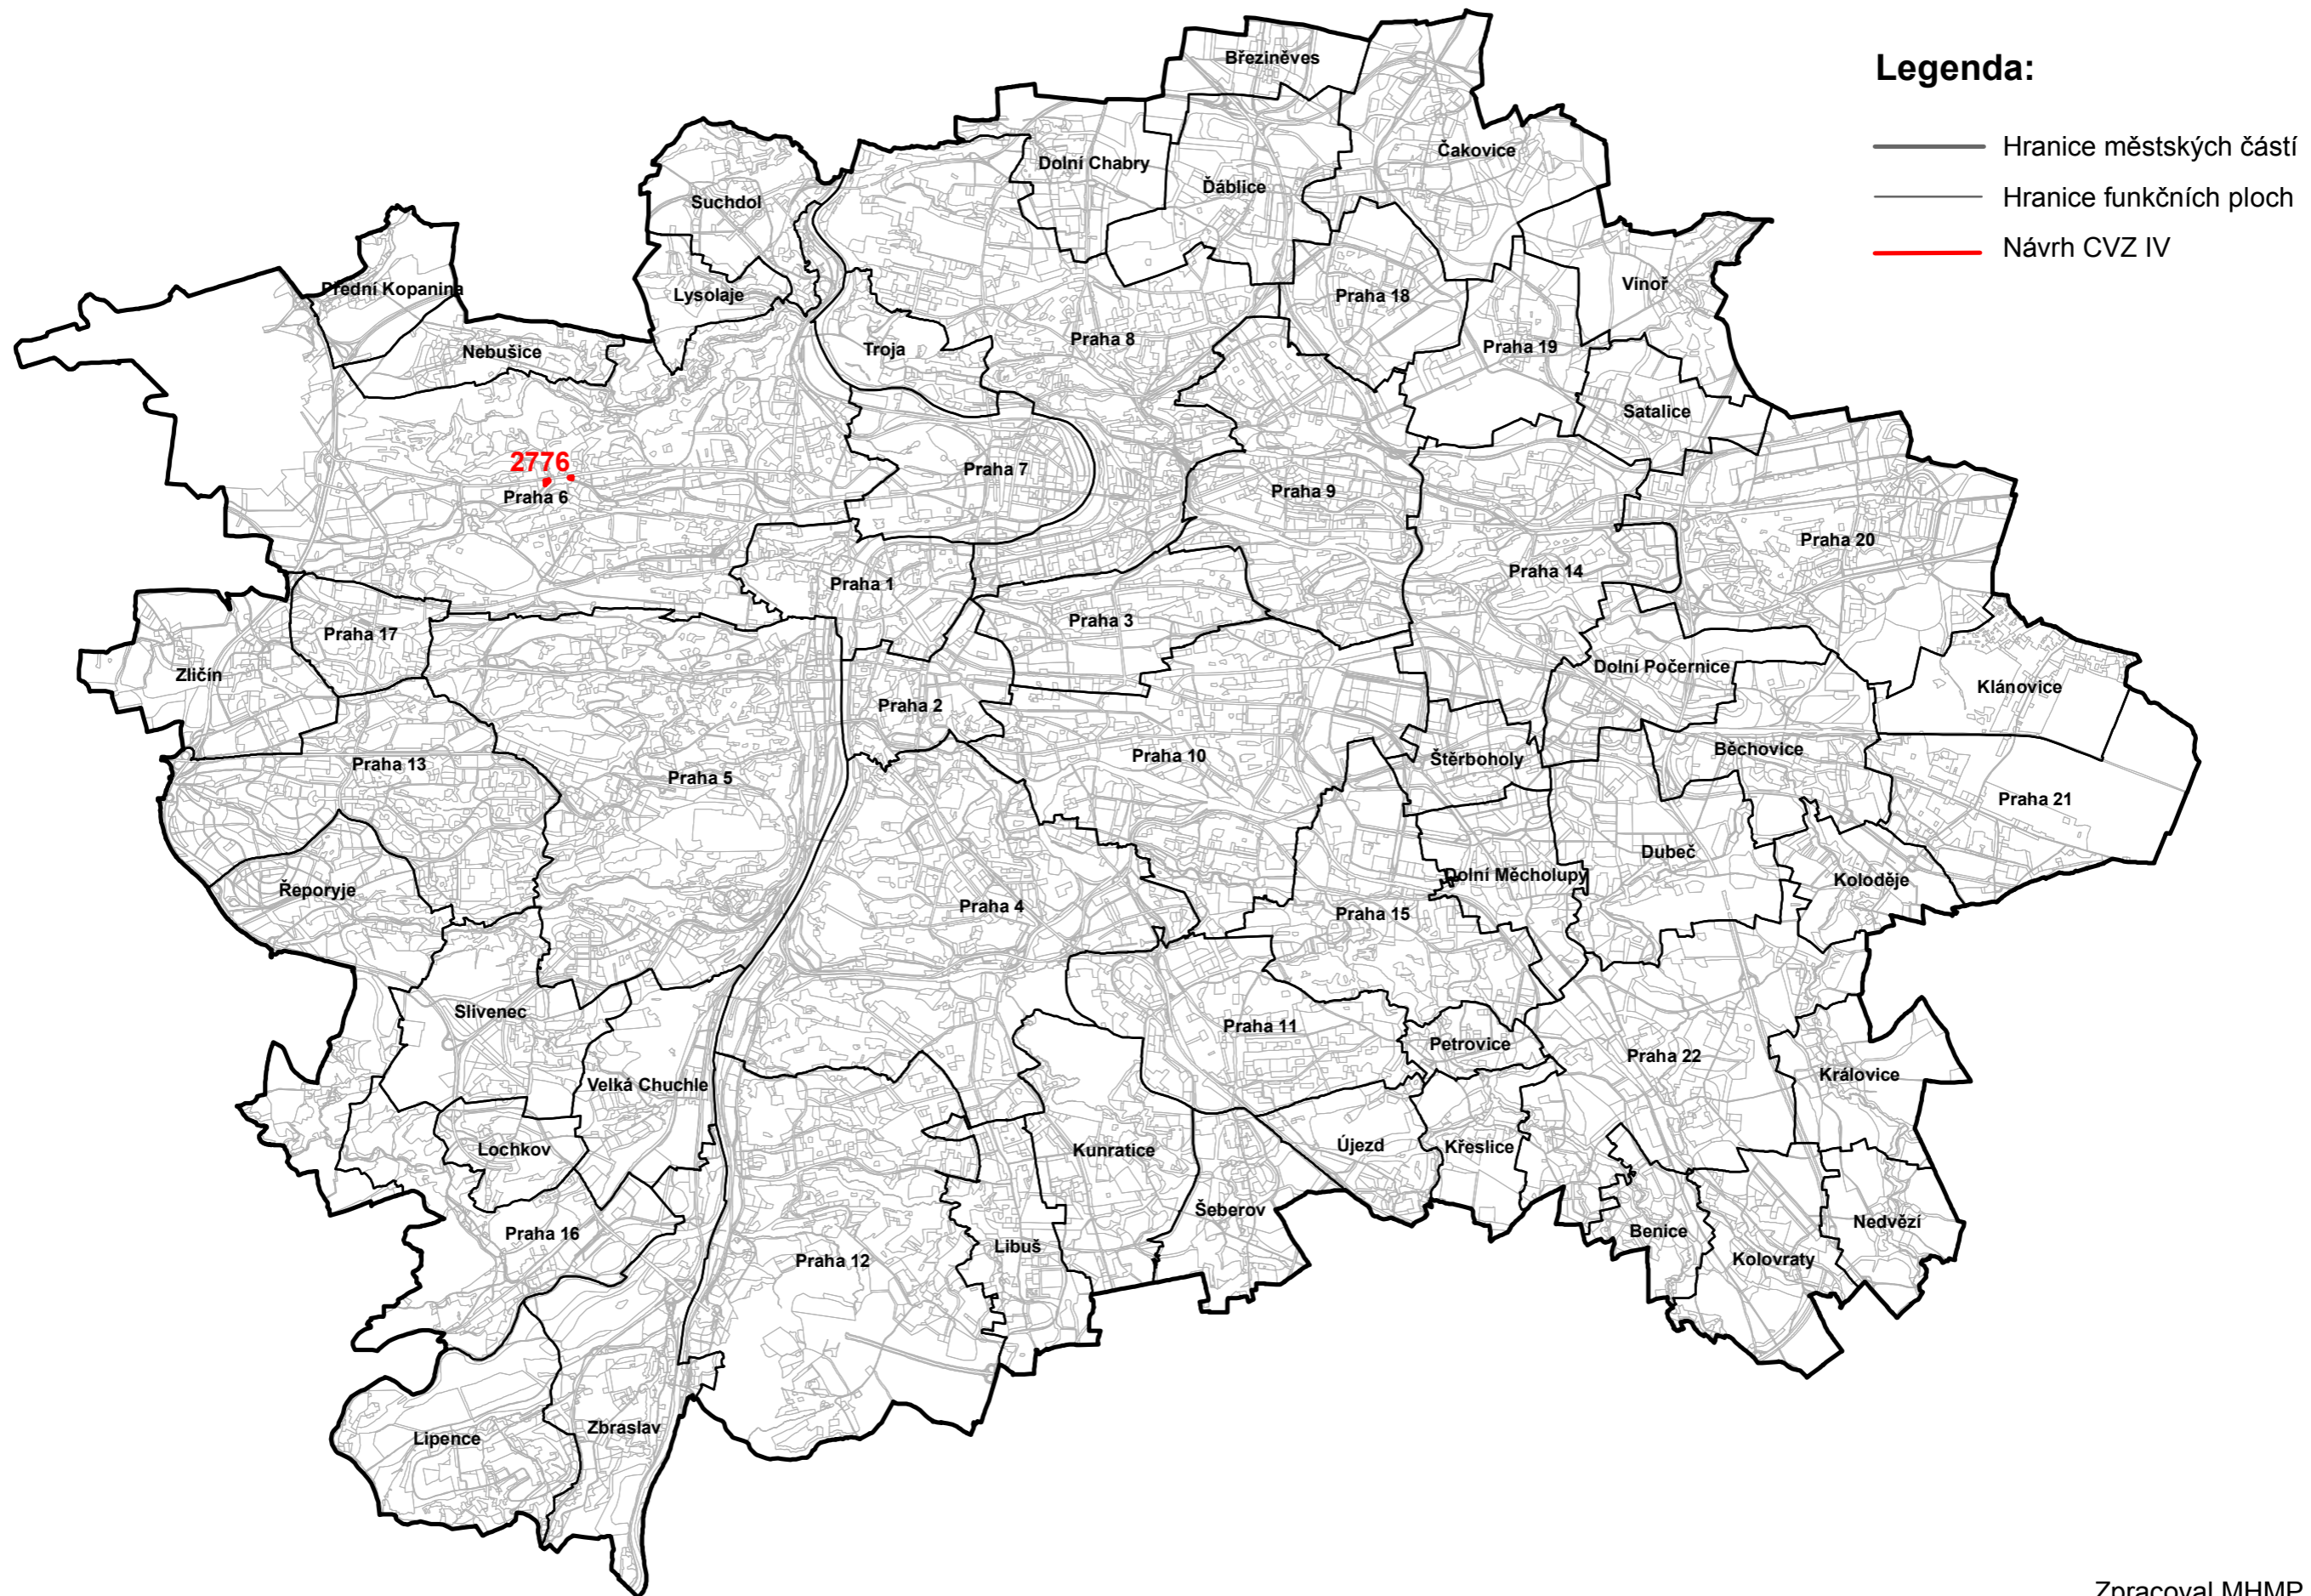 Legenda:
Hranice městských částí
Hranice funkčních ploch
Návrh CVZ IV
Březiněves
Dolní Chabry
Ďáblice
Čakovice
Suchdol
Lysolaje
Přední Kopanina
Nebušice
Troja
Praha 8
Praha 18
Praha 19
Vinoř
Satalice
2776
Praha 6
Praha 7
Praha 9
Praha 20
Praha 14
Praha 1
Praha 3
Praha 17
Zličín
Dolní Počernice
Klánovice
Praha 2
Praha 10
Štěrboholy
Běchovice
Praha 13
Praha 5
Praha 21
Řeporyje
Praha 4
Dolní Měcholupy
Dubeč
Koloděje
Praha 15
Slivenec
Praha 11
Petrovice
Praha 22
Královice
Velká Chuchle
Lochkov
Kunratice
Újezd
Křeslice
Šeberov
Praha 16
Praha 12
Libuš
Benice
Nedvězí
Kolovraty
Lipence
Zbraslav
Zpracoval MHMP